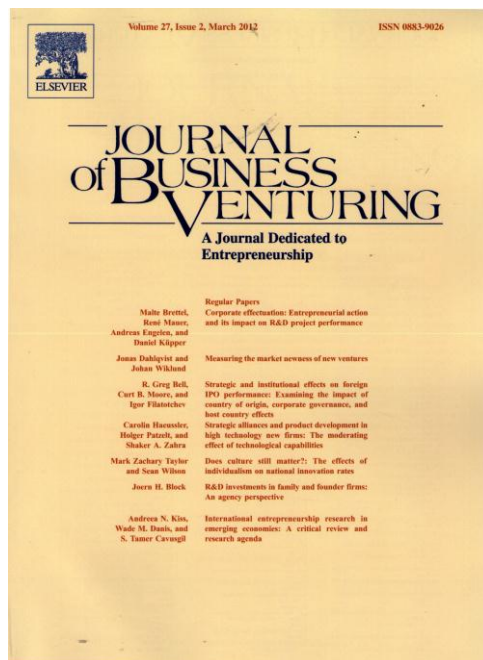 Volume 27, Issue 2, March 2012 ISSN 0883-9026
ELSEVIER
JOURNAL
of BUSINESS
VENTURING
A Journal Dedicated to
Entrepreneurship
Regular Papers
Malte Brettel, Corporate effectuation: Entrepreneurial action
René Mauer, and its impact on R&D project performance
Andreas Engelen, and
Daniel Küpper
Jonas Dahlqvist and Measuring the market newness of new ventures
Johan Wiklund
R. Greg Bell, Strategic and institutional effects on foreign
Curt B. Moore, and IPO performance: Examining the impact of
Igor Filatotchev country of origin, corporate governance, and
host country effects
Carolin Haeussler, Strategic alliances and product development in
Holger Patzelt, and high technology new firms: The moderating
Shaker A. Zahra effect of technological capabilities
Mark Zachary Taylor Does culture still matter?: The effects of
and Sean Wilson individualism on national innovation rates
Joern H. Block R&D investments in family and founder firms:
An agency perspective
Andreea N. Kiss, International entrepreneurship research in
Wade M. Danis, and emerging economies: A critical review and
S. Tamer Cavusgil research agenda